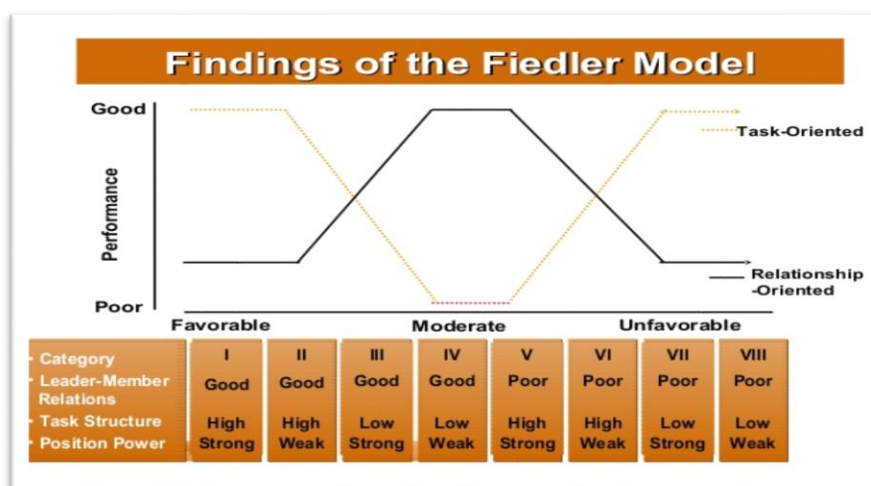 Findings of the Fiedler Model
Good
Task-Oriented
Performance
Relationship
-Oriented
Poor
Favorable Moderate Unfavorable
• Category I II III IV V VI VII VIII
• Leader-Member Good Good Good Good Poor Poor Poor Poor
Relations
• Task Structure High High Low Low High High Low Low
• Position Power Strong Weak Strong Weak Strong Weak Strong Weak